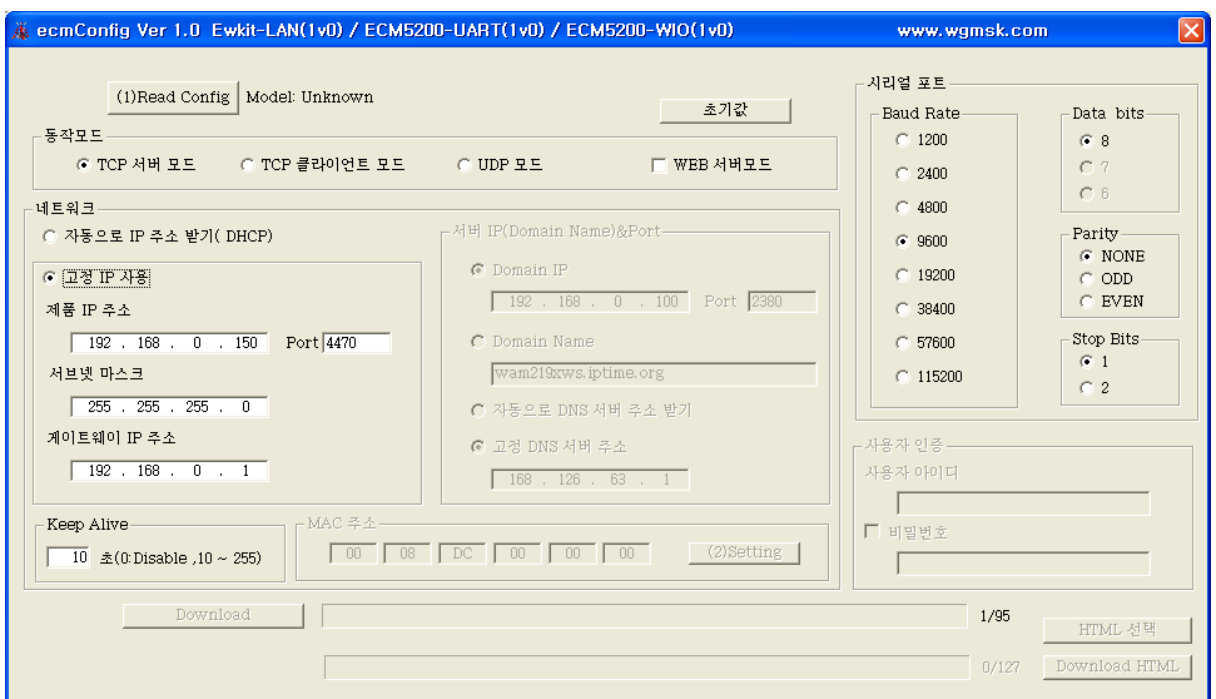 ecmConfig Ver 1.0 Ewkit-LAN(1v0) / ECM5200-UART(1v0) / ECM5200-WIO(1v0) www.wgmsk.com
(1)Read Config Model: Unknown
초기값
동작모드
TCP 서버 모드 TCP 클라이언트 모드 UDP 모드 WEB 서버모드
네트워크
자동으로 IP 주소 받기( DHCP)
고정 IP 사용
제품 IP 주소
192 . 168 . 0 . 150 Port 4470
서브넷 마스크
255 . 255 . 255 . 0
게이트웨이 IP 주소
192 . 168 . 0 . 1
서버 IP(Domain Name)&Port
Domain IP
192 . 168 . 0 . 100 Port 2380
Domain Name
wam219xws.iptime.org
자동으로 DNS 서버 주소 받기
고정 DNS 서버 주소
168 . 126 . 63 . 1
Keep Alive
10 초(0:Disable ,10 ~ 255)
MAC 주소
00 08 DC 00 00 00 (2)Setting
시리얼 포트
Baud Rate
1200
2400
4800
9600
19200
38400
57600
115200
Data bits
8
7
6
Parity
NONE
ODD
EVEN
Stop Bits
1
2
사용자 인증
사용자 아이디
비밀번호
Download 1/95
HTML 선택
0/127 Download HTML